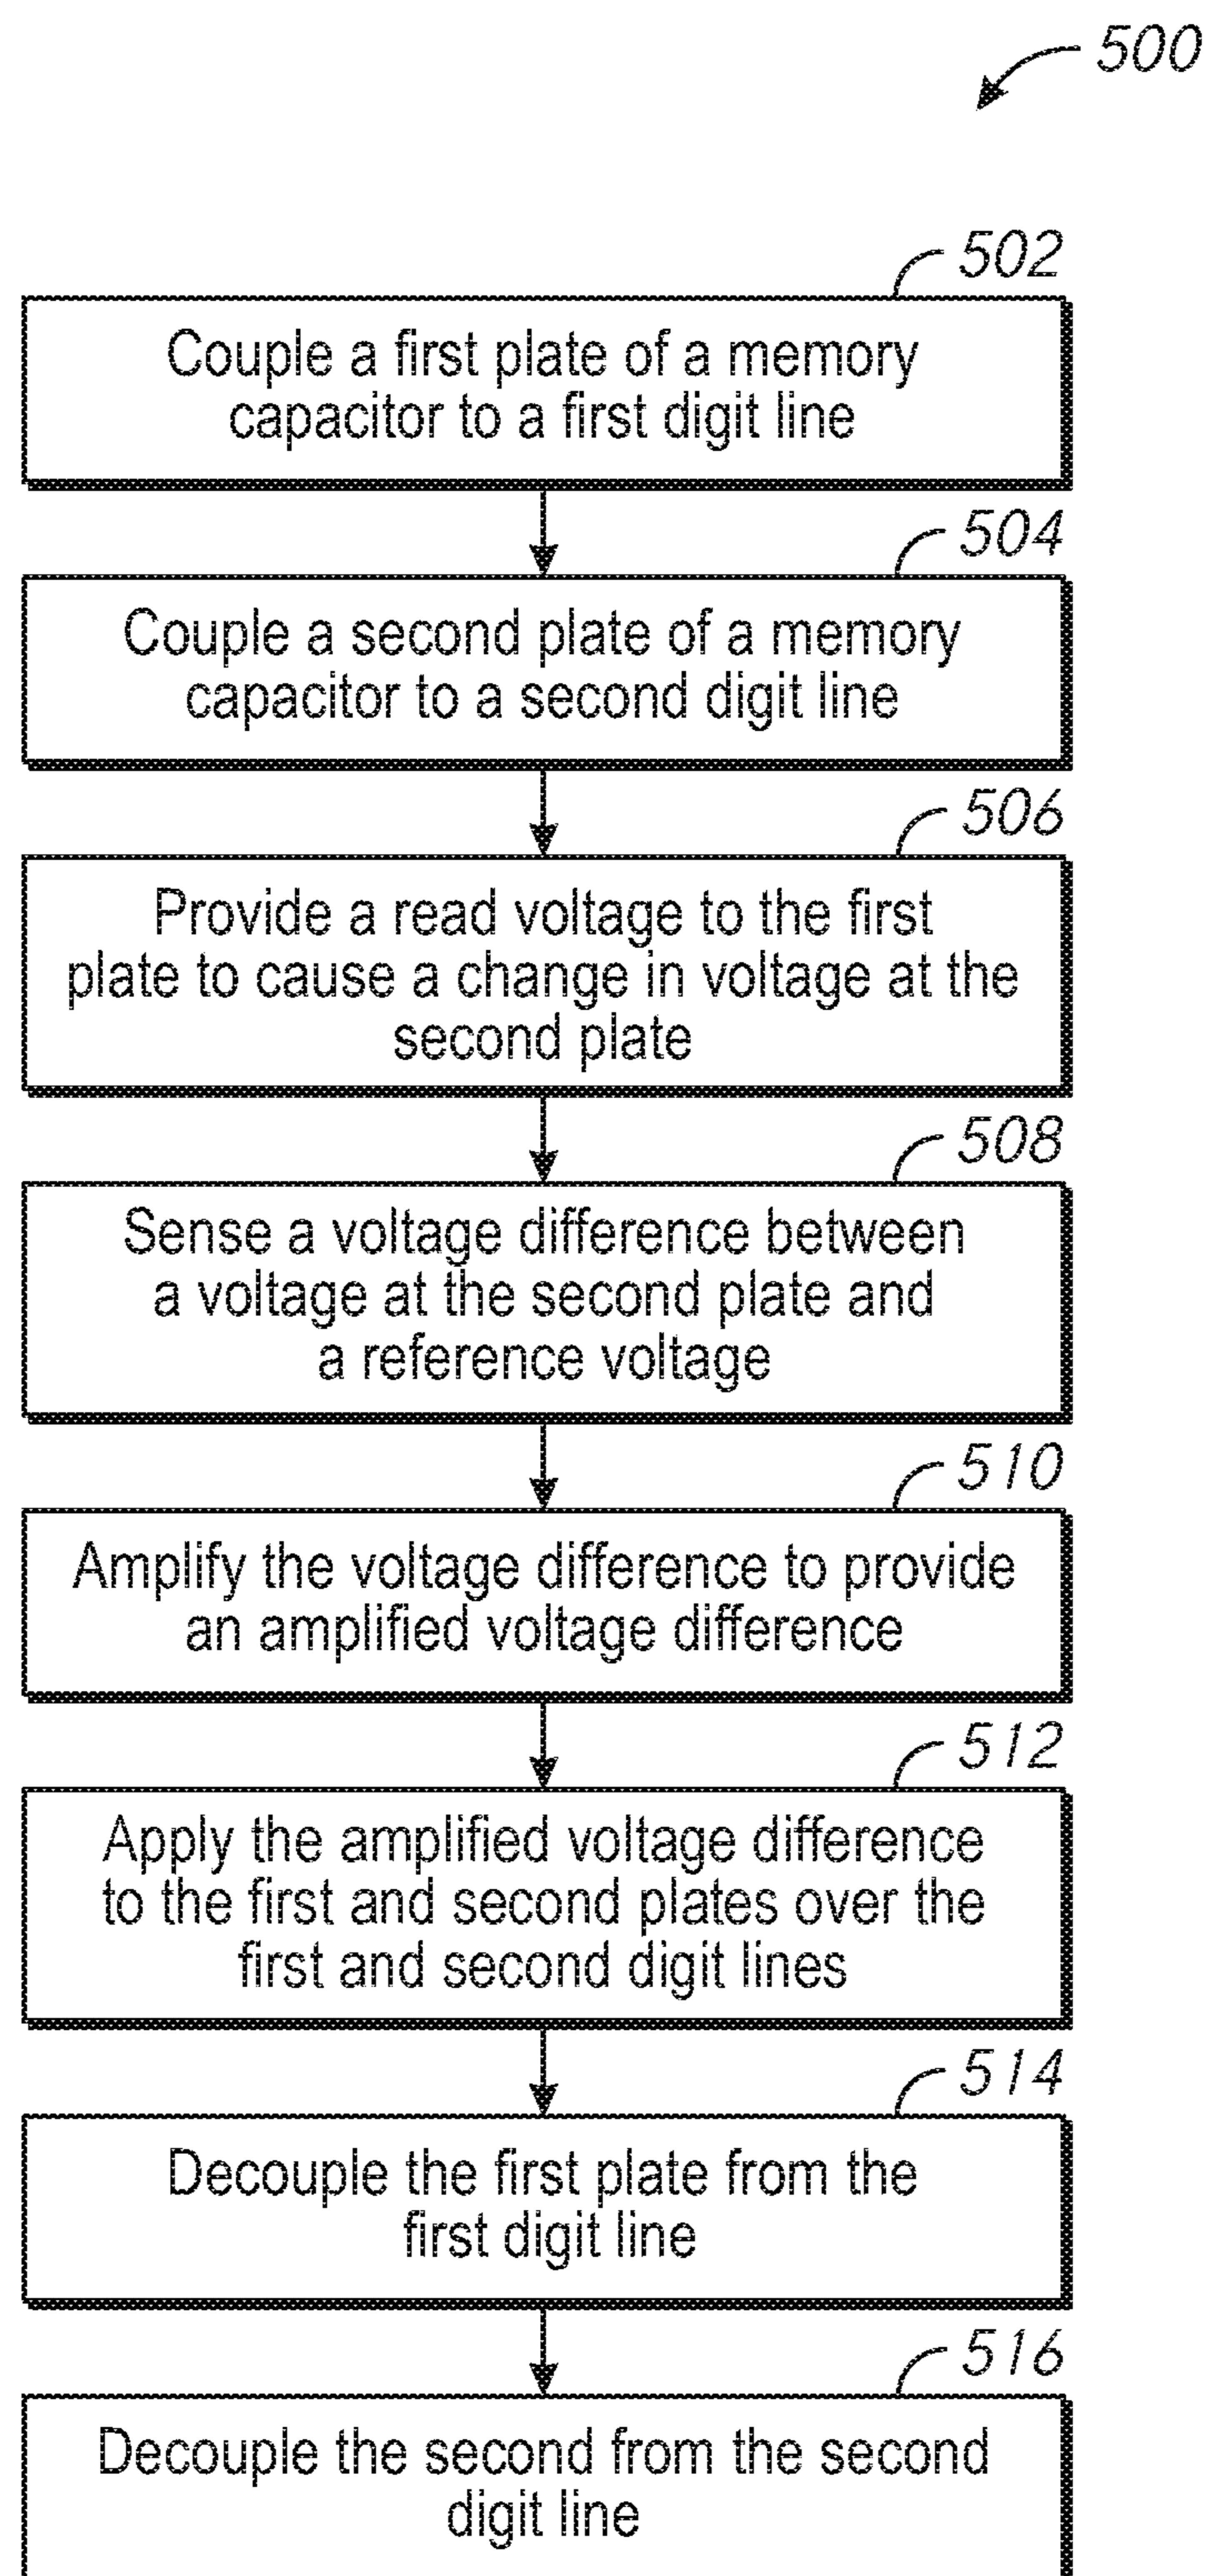 500
502
Couple a first plate of a memory
capacitor to a first digit line
504
Couple a second plate of a memory
capacitor to a second digit line
506
Provide a read voltage to the first
plate to cause a change in voltage at the
second plate
508
Sense a voltage difference between
a voltage at the second plate and
a reference voltage
510
Amplify the voltage difference to provide
an amplified voltage difference
512
Apply the amplified voltage difference
to the first and second plates over the
first and second digit lines
514
Decouple the first plate from the
first digit line
516
Decouple the second from the second
digit line